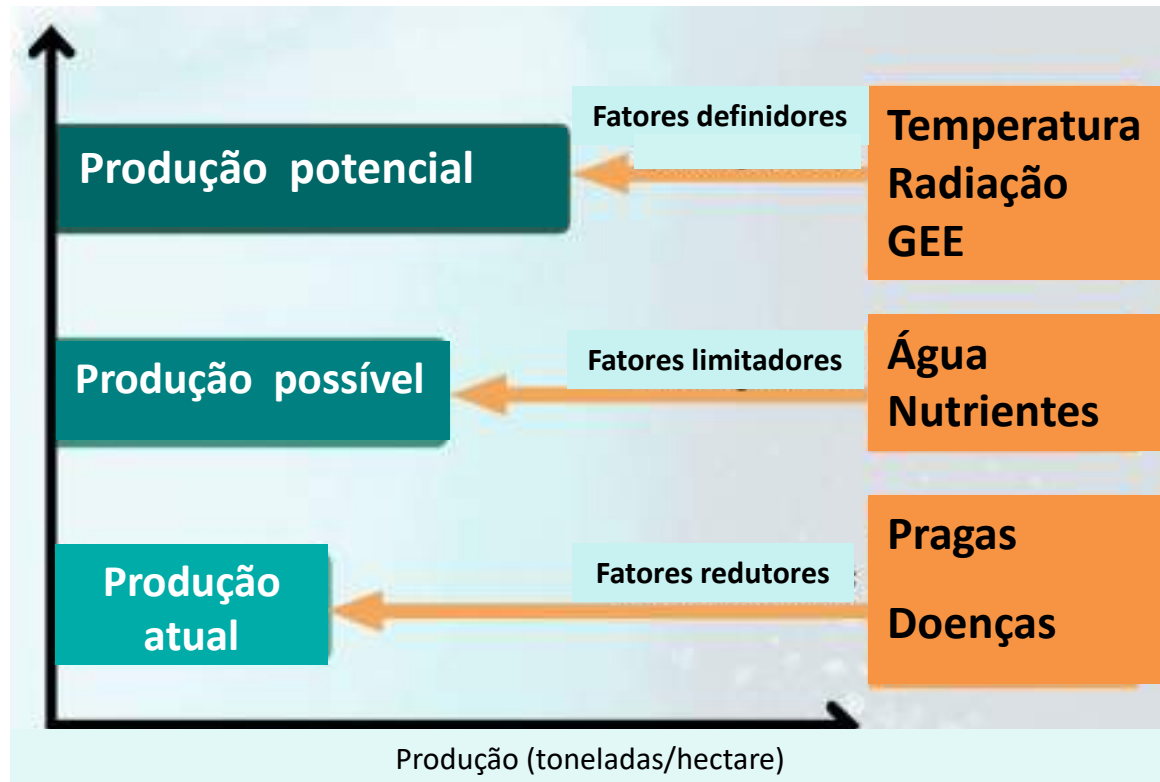 Fatores definidores
Temperatura
Radiação
GEE
Produção potencial
Fatores limitadores
Água
Nutrientes
Produção possível
Pragas
Doenças
Fatores redutores
Produção
atual
Produção (toneladas/hectare)